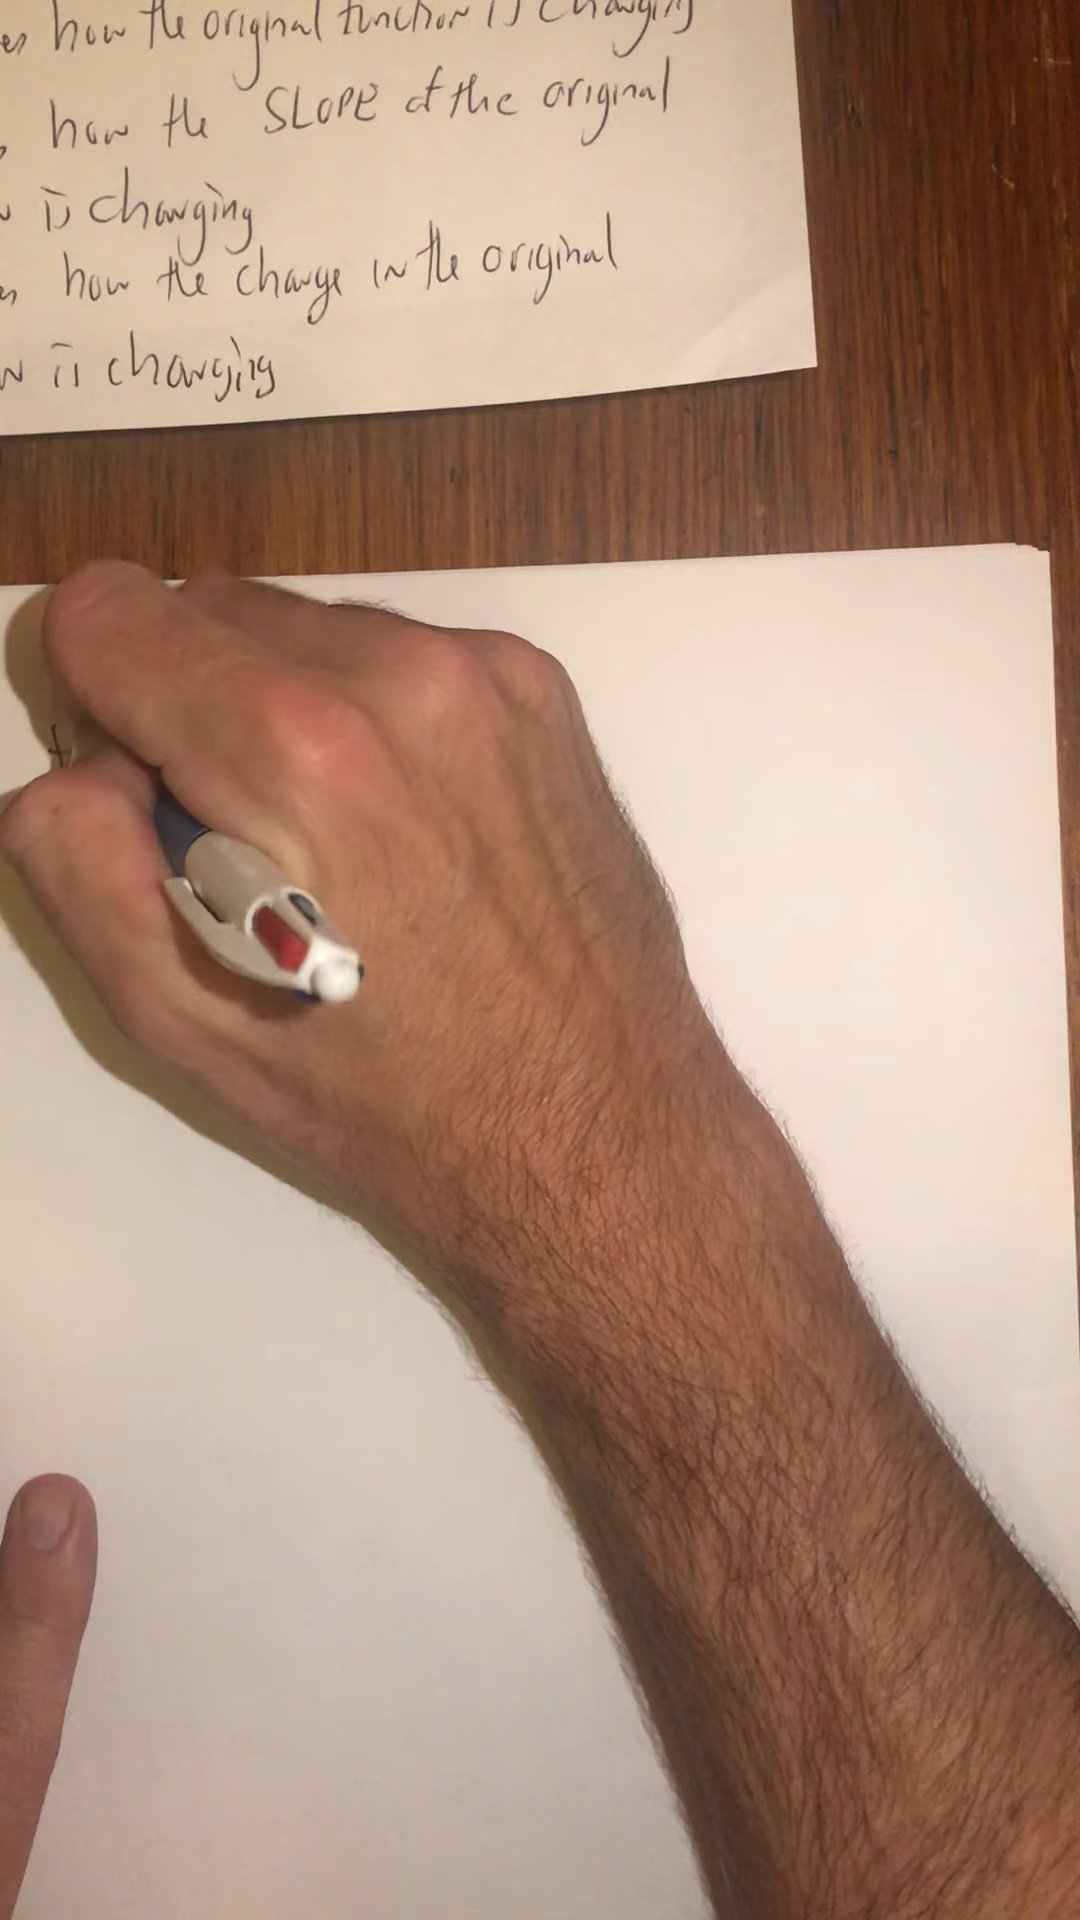 how the original function is changing
how the SLOPE of the original
is changing
how the change in the original
is changing